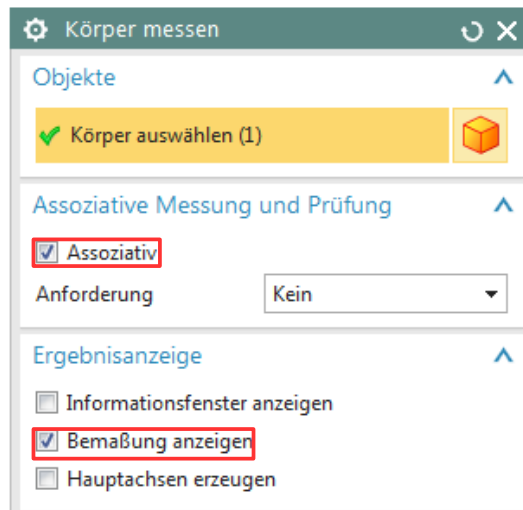 Körper messen
Objekte
Körper auswählen (1)
Assoziative Messung und Prüfung
Assoziativ
Anforderung Kein
Ergebnisanzeige
Informationsfenster anzeigen
Bemaßung anzeigen
Hauptachsen erzeugen